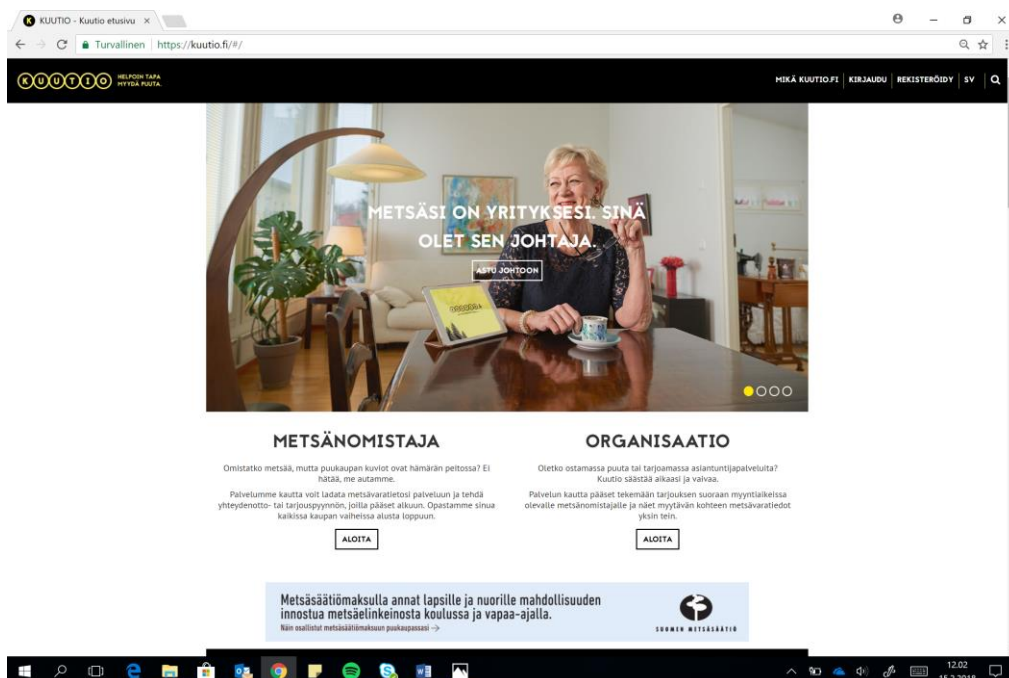 KUUTIO - Kuutio etusivu
Turvallinen https://kuutio.fi/#/
KUUTIO HELPOIN TAPA
MYYDÄ PUUTA.
MIKÄ KUUTIO.FI KIRJAUDU REKISTERÖIDY SV
METSÄSI ON YRITYKSESI. SINÄ
OLET SEN JOHTAJA.
ASTU JOHTOON
METSÄNOMISTAJA
Omistatko metsää, mutta puukaupan kuviot ovat hämärän peitossa? Ei
hätää, me autamme.
Palvelumme kautta voit ladata metsävaratietosi palveluun ja tehdä
yhteydenotto- tai tarjouspyynnön, joilla pääset alkuun. Opastamme sinua
kaikissa kaupan vaiheissa alusta loppuun.
ALOITA
ORGANISAATIO
Oletko ostamassa puuta tai tarjoamassa asiantuntijapalveluita?
Kuutio säästää aikaasi ja vaivaa.
Palvelun kautta pääset tekemään tarjouksen suoraan myyntiaikeissa
olevalle metsänomistajalle ja näet myytävän kohteen metsävaratiedot
yksin tein.
ALOITA
Metsäsäätiömaksulla annat lapsille ja nuorille mahdollisuuden
innostua metsäelinkeinosta koulussa ja vapaa-ajalla.
Näin osallistut metsäsäätiömaksuun puukaupassasi →
SUOMEN METSÄSÄÄTIÖ
12.02
15.2.2018